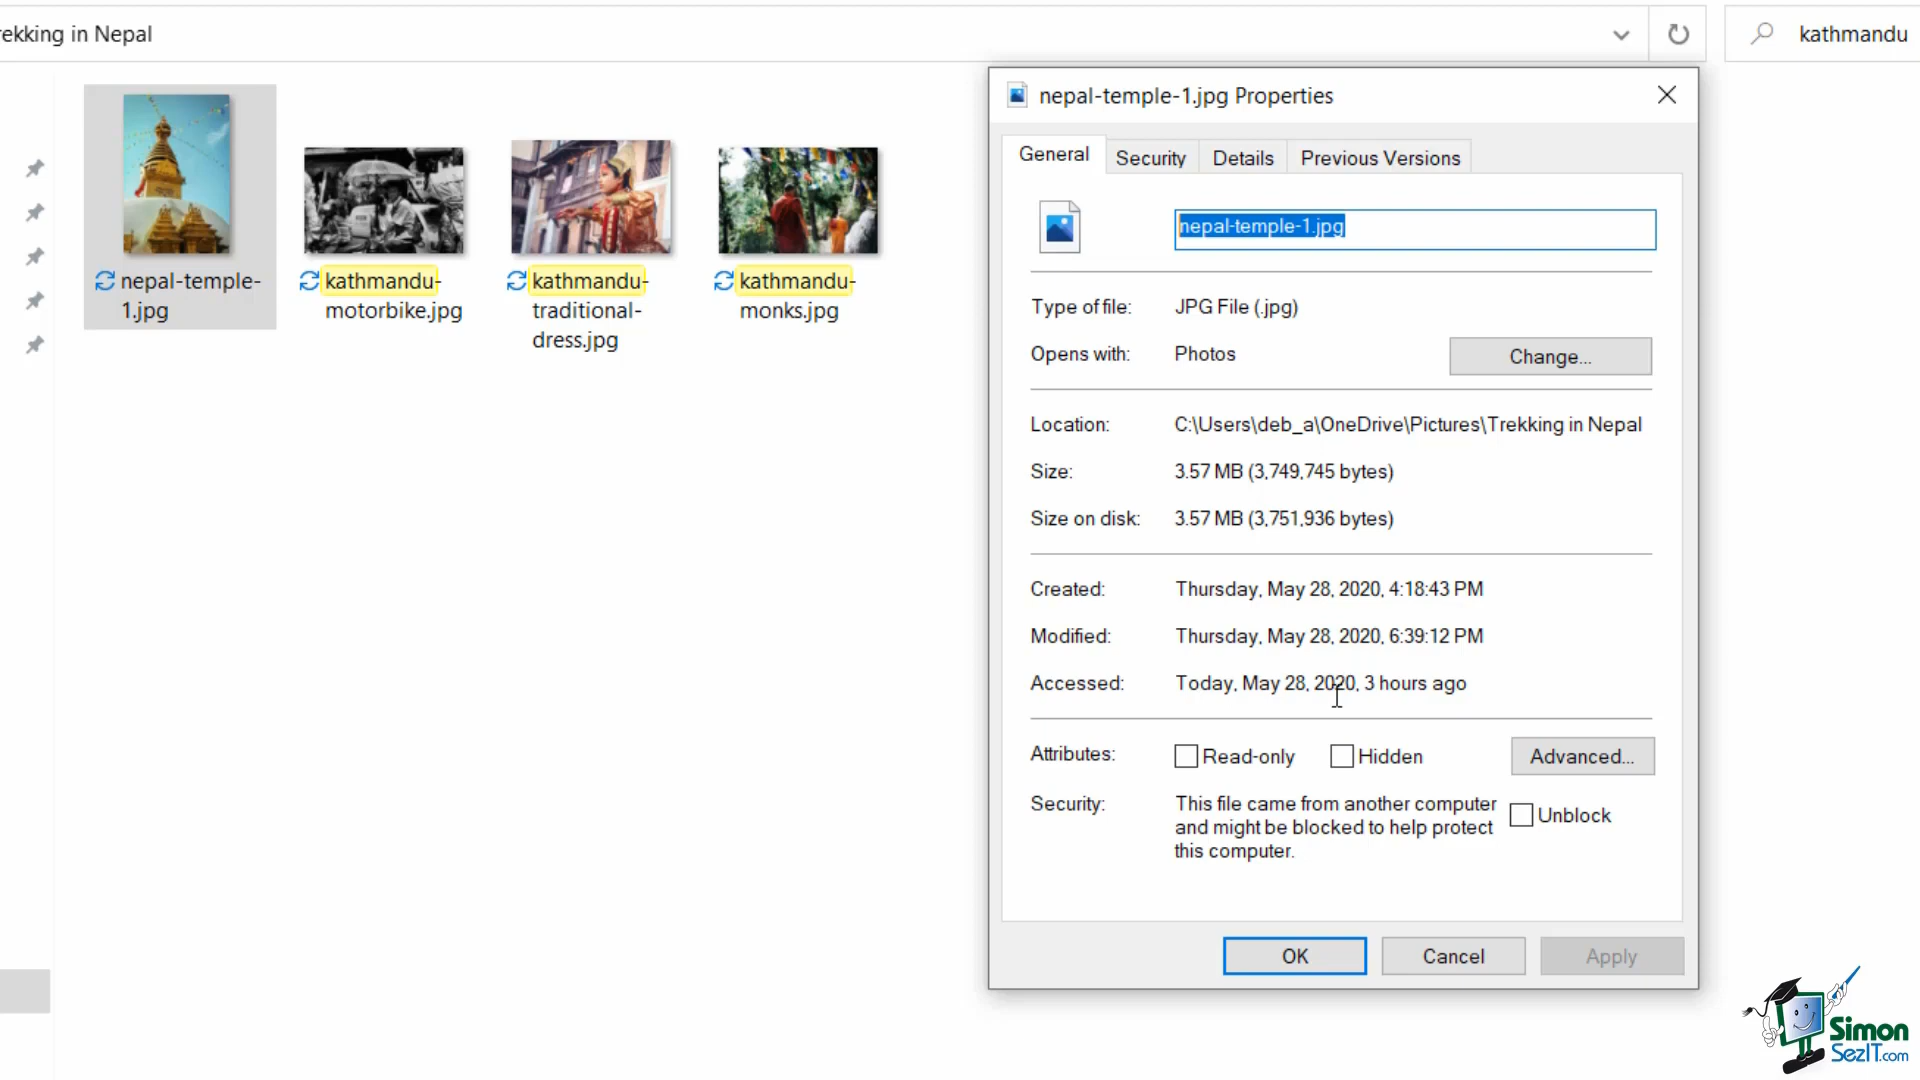 ekking in Nepal
kathmandu
nepal-temple-
1.jpg
kathmandu-
motorbike.jpg
kathmandu-
traditional-
dress.jpg
kathmandu-
monks.jpg
nepal-temple-1.jpg Properties
General
Security
Details
Previous Versions
nepal-temple-1.jpg
Type of file: JPG File (.jpg)
Opens with: Photos Change...
Location: C:\Users\deb_a\OneDrive\Pictures\Trekking in Nepal
Size: 3.57 MB (3,749,745 bytes)
Size on disk: 3.57 MB (3,751,936 bytes)
Created: Thursday, May 28, 2020, 4:18:43 PM
Modified: Thursday, May 28, 2020, 6:39:12 PM
Accessed: Today, May 28, 2020, 3 hours ago
Attributes: Read-only Hidden Advanced...
Security: This file came from another computer
and might be blocked to help protect
this computer.
Unblock
OK Cancel Apply
Simon
SezIT.com